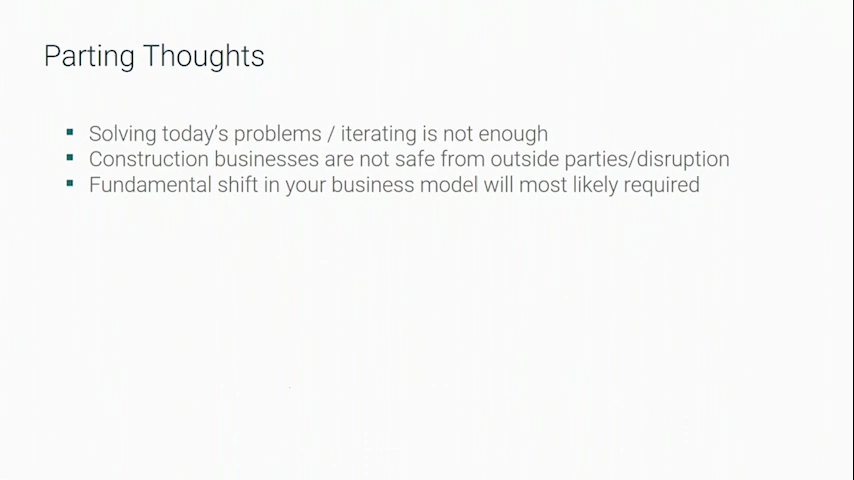 Parting Thoughts
▪ Solving today's problems / iterating is not enough
▪ Construction businesses are not safe from outside parties/disruption
▪ Fundamental shift in your business model will most likely required